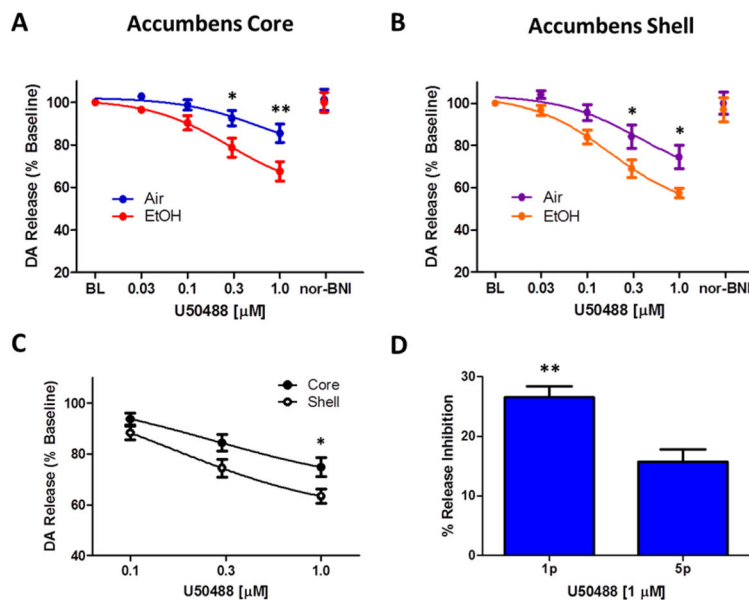 A
Accumbens Core
DA Release (% Baseline)
100
80
60
40
20
*
**
Air
EtOH
BL
0.03
0.1
0.3
1.0
nor-BNI
U50488 [µM]
B
Accumbens Shell
DA Release (% Baseline)
100
80
60
40
20
*
*
Air
EtOH
BL
0.03
0.1
0.3
1.0
nor-BNI
U50488 [µM]
C
DA Release (% Baseline)
100
80
60
40
Core
Shell
*
0.1
0.3
1.0
U50488 [µM]
D
% Release Inhibition
30
20
10
0
**
1p
5p
U50488 [1 µM]